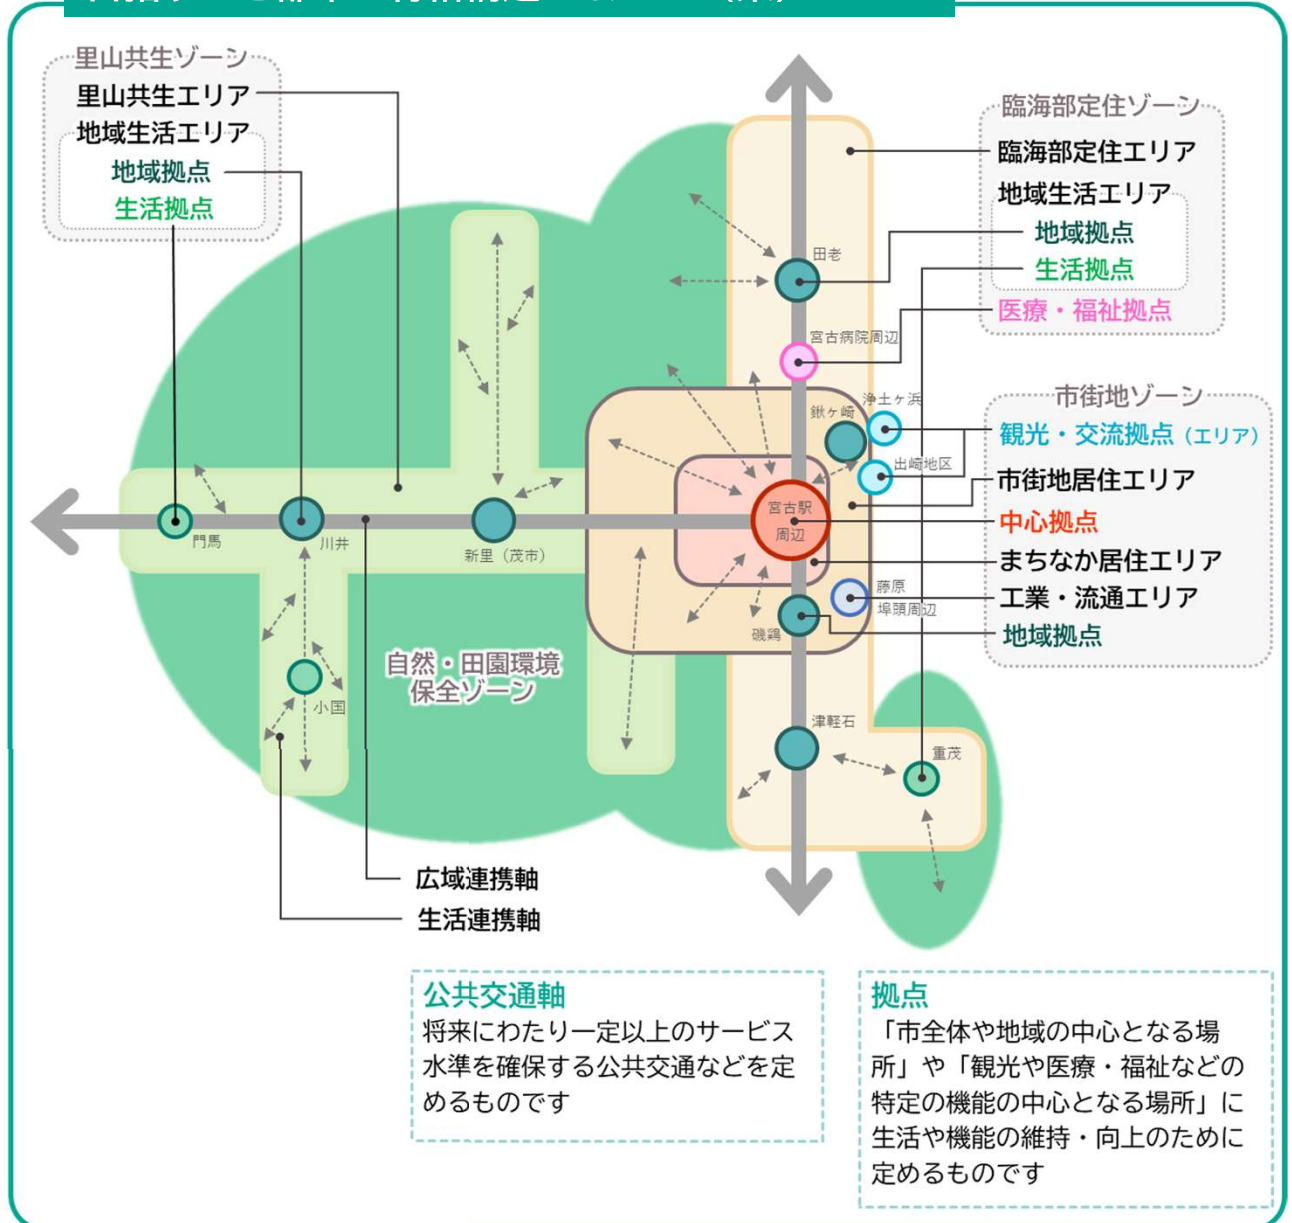 里山共生ゾーン
里山共生エリア
地域生活エリア
地域拠点
生活拠点
臨海部定住ゾーン
臨海部定住エリア
地域生活エリア
地域拠点
生活拠点
医療・福祉拠点
市街地ゾーン
観光・交流拠点（エリア）
市街地居住エリア
中心拠点
まちなか居住エリア
工業・流通エリア
地域拠点
田老
宮古病院周辺
浄土ヶ浜
鍬ヶ崎
出崎地区
宮古駅
周辺
藤原
埠頭周辺
磯鶏
津軽石
重茂
門馬
川井
新里（茂市）
小国
自然・田園環境
保全ゾーン
広域連携軸
生活連携軸
公共交通軸
将来にわたり一定以上のサービス
水準を確保する公共交通などを定
めるものです
拠点
「市全体や地域の中心となる場
所」や「観光や医療・福祉などの
特定の機能の中心となる場所」に
生活や機能の維持・向上のために
定めるものです